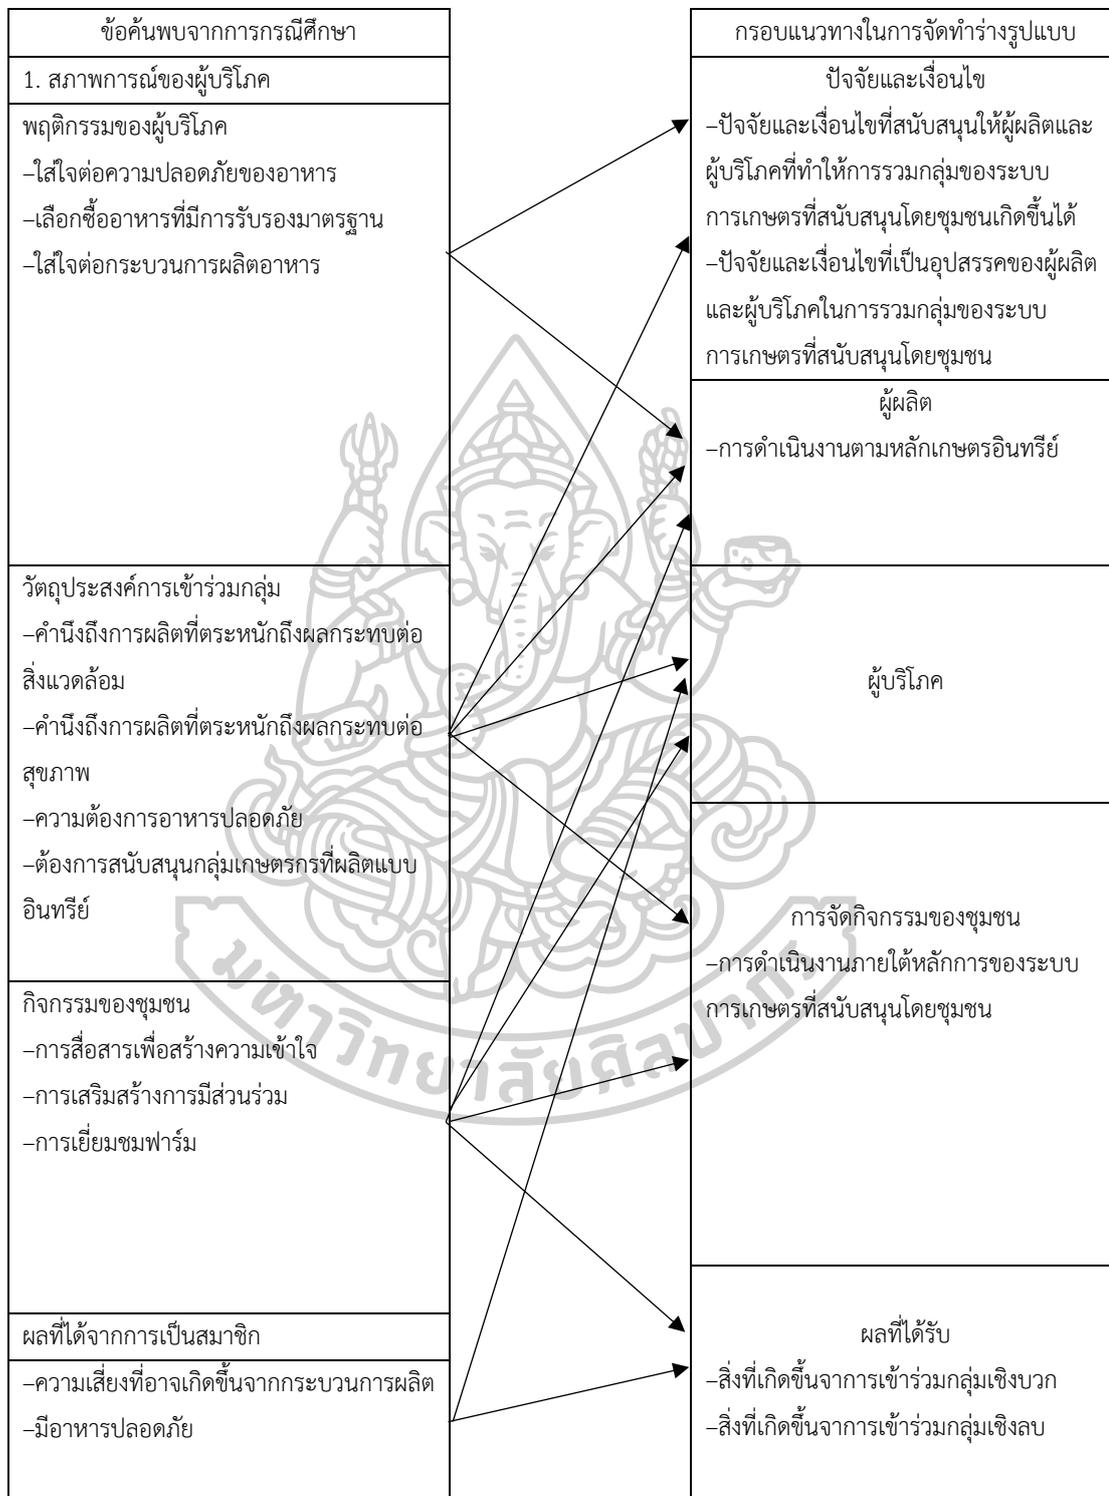 ข้อค้นพบจากการกรณีศึกษา
1. สภาพการณ์ของผู้บริโภค
พฤติกรรมของผู้บริโภค
–ใส่ใจต่อความปลอดภัยของอาหาร
–เลือกซื้ออาหารที่มีการรับรองมาตรฐาน
–ใส่ใจต่อกระบวนการผลิตอาหาร
วัตถุประสงค์การเข้าร่วมกลุ่ม
–คำนึงถึงการผลิตที่ตระหนักถึงผลกระทบต่อ
สิ่งแวดล้อม
–คำนึงถึงการผลิตที่ตระหนักถึงผลกระทบต่อ
สุขภาพ
–ความต้องการอาหารปลอดภัย
–ต้องการสนับสนุนกลุ่มเกษตรกรที่ผลิตแบบ
อินทรีย์
กิจกรรมของชุมชน
–การสื่อสารเพื่อสร้างความเข้าใจ
–การเสริมสร้างการมีส่วนร่วม
–การเยี่ยมชมฟาร์ม
ผลที่ได้จากการเป็นสมาชิก
–ความเสี่ยงที่อาจเกิดขึ้นจากกระบวนการผลิต
–มีอาหารปลอดภัย
กรอบแนวทางในการจัดทำร่างรูปแบบ
ปัจจัยและเงื่อนไข
–ปัจจัยและเงื่อนไขที่สนับสนุนให้ผู้ผลิตและ
ผู้บริโภคที่ทำให้การรวมกลุ่มของระบบ
การเกษตรที่สนับสนุนโดยชุมชนเกิดขึ้นได้
–ปัจจัยและเงื่อนไขที่เป็นอุปสรรคของผู้ผลิต
และผู้บริโภคในการรวมกลุ่มของระบบ
การเกษตรที่สนับสนุนโดยชุมชน
ผู้ผลิต
–การดำเนินงานตามหลักเกษตรอินทรีย์
ผู้บริโภค
การจัดกิจกรรมของชุมชน
–การดำเนินงานภายใต้หลักการของระบบ
การเกษตรที่สนับสนุนโดยชุมชน
ผลที่ได้รับ
–สิ่งที่เกิดขึ้นจาการเข้าร่วมกลุ่มเชิงบวก
–สิ่งที่เกิดขึ้นจาการเข้าร่วมกลุ่มเชิงลบ
มหาวิทยาลัยศิลปากร